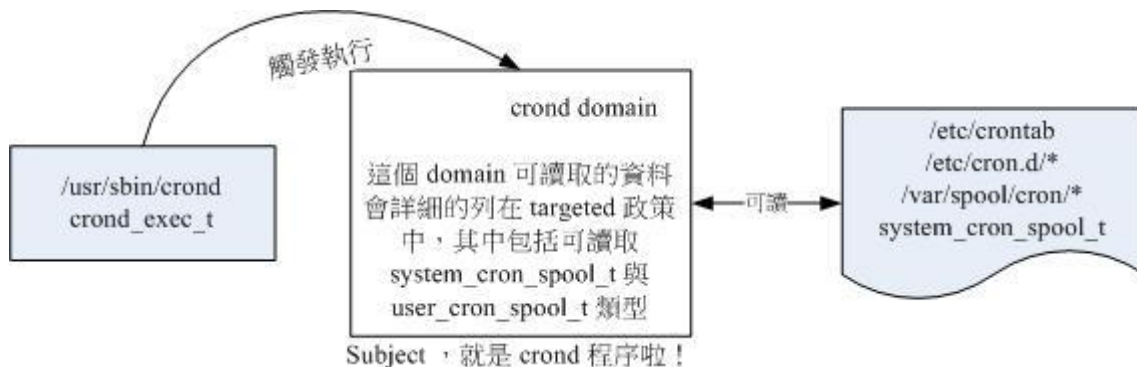 觸發執行
/usr/sbin/crond
crond_exec_t
crond domain
這個 domain 可讀取的資料
會詳細的列在 targeted 政策
中，其中包括可讀取
system_cron_spool_t 與
user_cron_spool_t 類型
Subject ，就是 crond 程序啦！
可讀
/etc/crontab
/etc/cron.d/*
/var/spool/cron/*
system_cron_spool_t